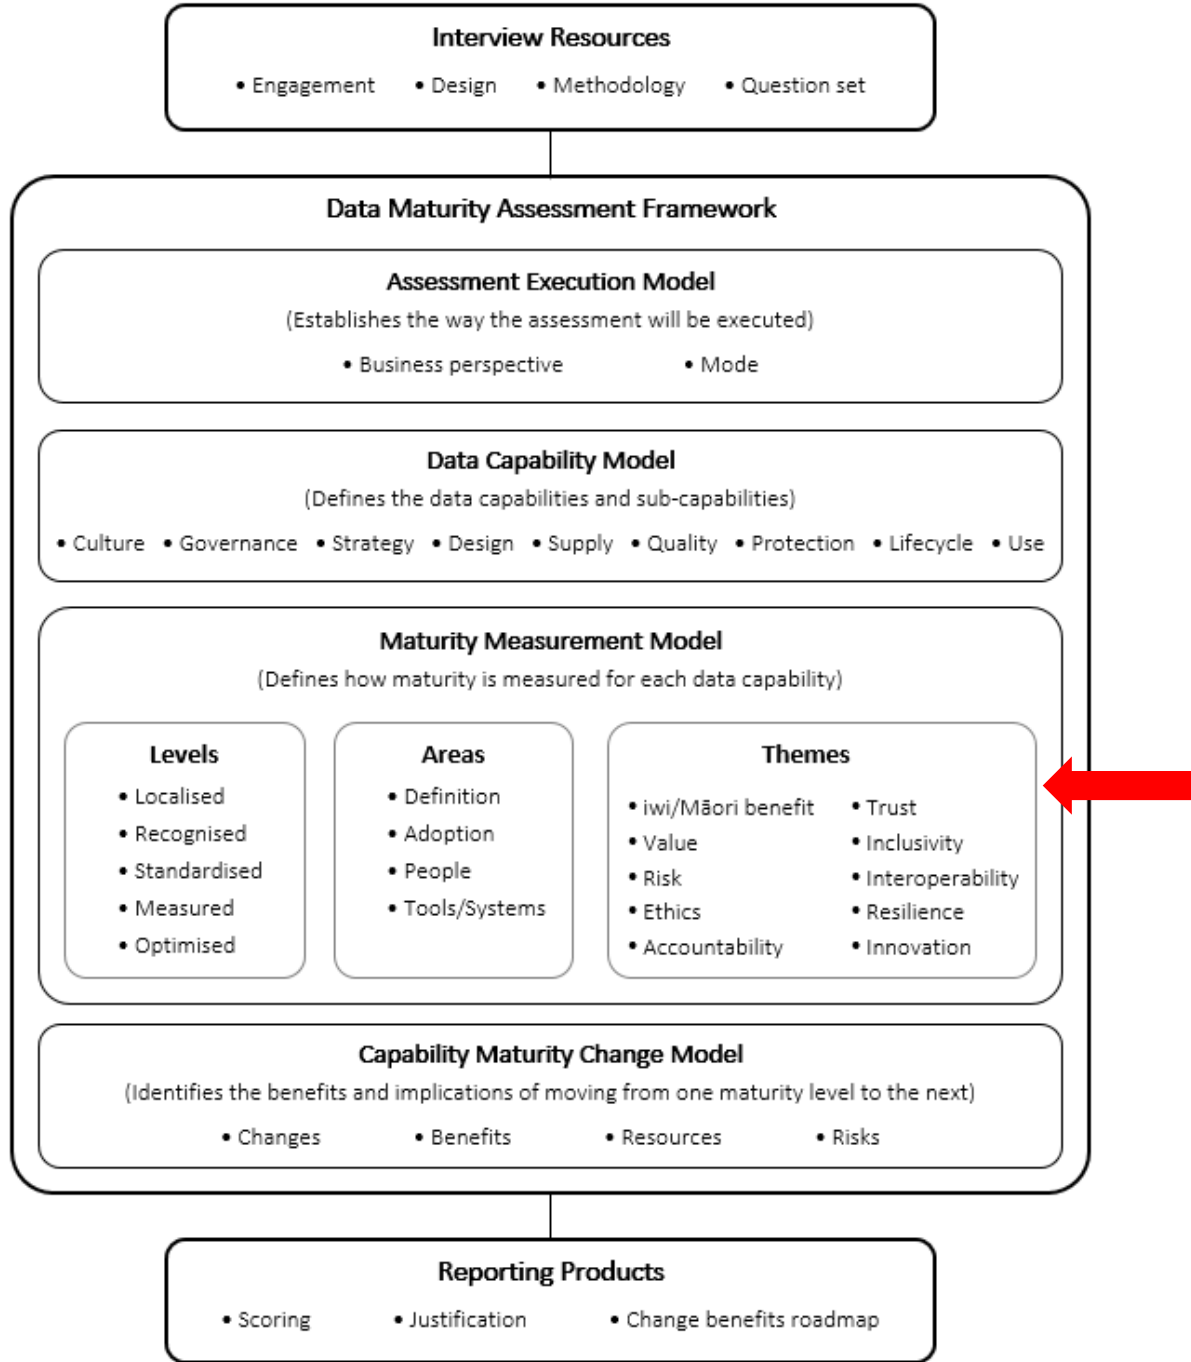 Interview Resources
• Engagement • Design • Methodology • Question set
Data Maturity Assessment Framework
Assessment Execution Model
(Establishes the way the assessment will be executed)
• Business perspective • Mode
Data Capability Model
(Defines the data capabilities and sub-capabilities)
• Culture • Governance • Strategy • Design • Supply • Quality • Protection • Lifecycle • Use
Maturity Measurement Model
(Defines how maturity is measured for each data capability)
Levels
• Localised
• Recognised
• Standardised
• Measured
• Optimised
Areas
• Definition
• Adoption
• People
• Tools/Systems
Themes
• iwi/Māori benefit
• Value
• Risk
• Ethics
• Accountability
• Trust
• Inclusivity
• Interoperability
• Resilience
• Innovation
Capability Maturity Change Model
(Identifies the benefits and implications of moving from one maturity level to the next)
• Changes • Benefits • Resources • Risks
Reporting Products
• Scoring • Justification • Change benefits roadmap